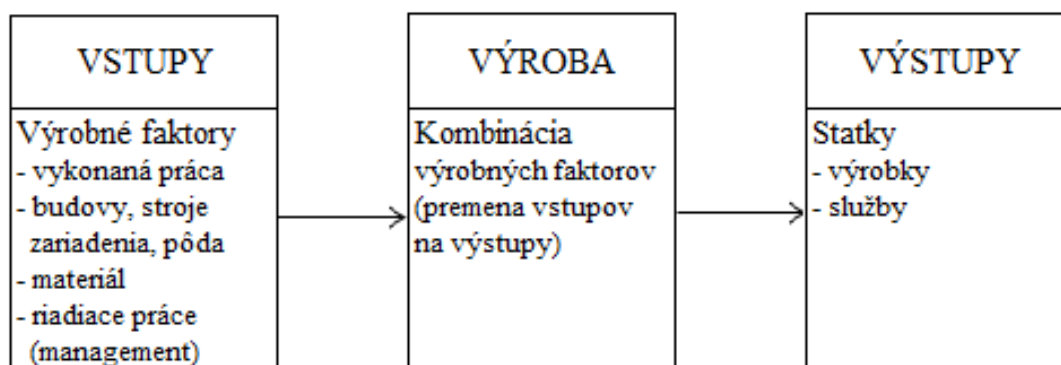 VSTUPY
Výrobné faktory
- vykonaná práca
- budovy, stroje
zariadenia, pôda
- materiál
- riadiace práce
(management)
VÝROBA
Kombinácia
výrobných faktorov
(premena vstupov
na výstupy)
VÝSTUPY
Statky
- výrobky
- služby